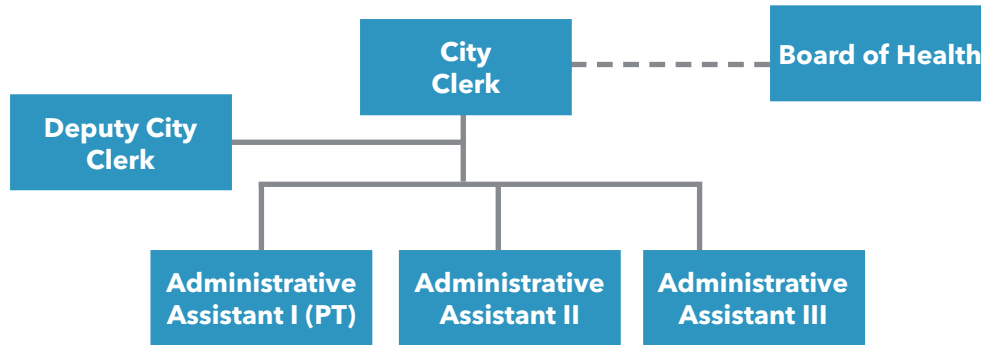 City
Clerk
Board of Health
Deputy City
Clerk
Administrative
Assistant I (PT)
Administrative
Assistant II
Administrative
Assistant III